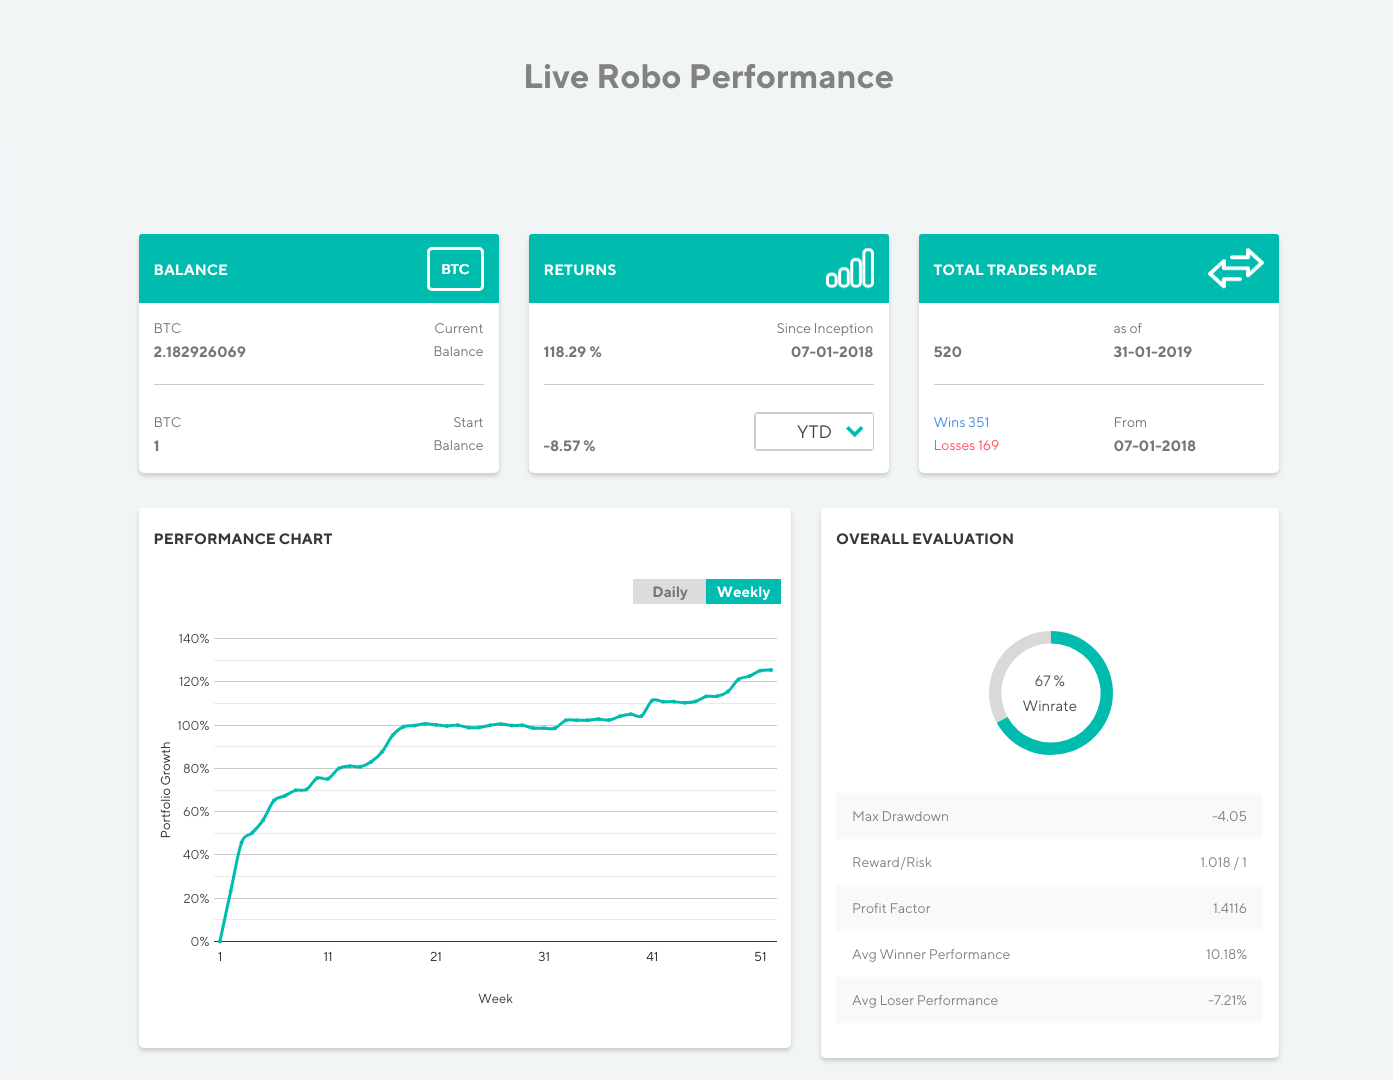 Live Robo Performance
BALANCE
BTC
BTC
Current
2.182926069
Balance
BTC
Start
1
Balance
RETURNS
Since Inception
118.29 %
07-01-2018
YTD
-8.57 %
TOTAL TRADES MADE
as of
520
31-01-2019
Wins 351
From
Losses 169
07-01-2018
PERFORMANCE CHART
Daily
Weekly
140%
120%
100%
80%
60%
40%
20%
0%
Portfolio Growth
1
11
21
31
41
51
Week
OVERALL EVALUATION
67 %
Winrate
Max Drawdown
-4.05
Reward/Risk
1.018 / 1
Profit Factor
1.4116
Avg Winner Performance
10.18%
Avg Loser Performance
-7.21%